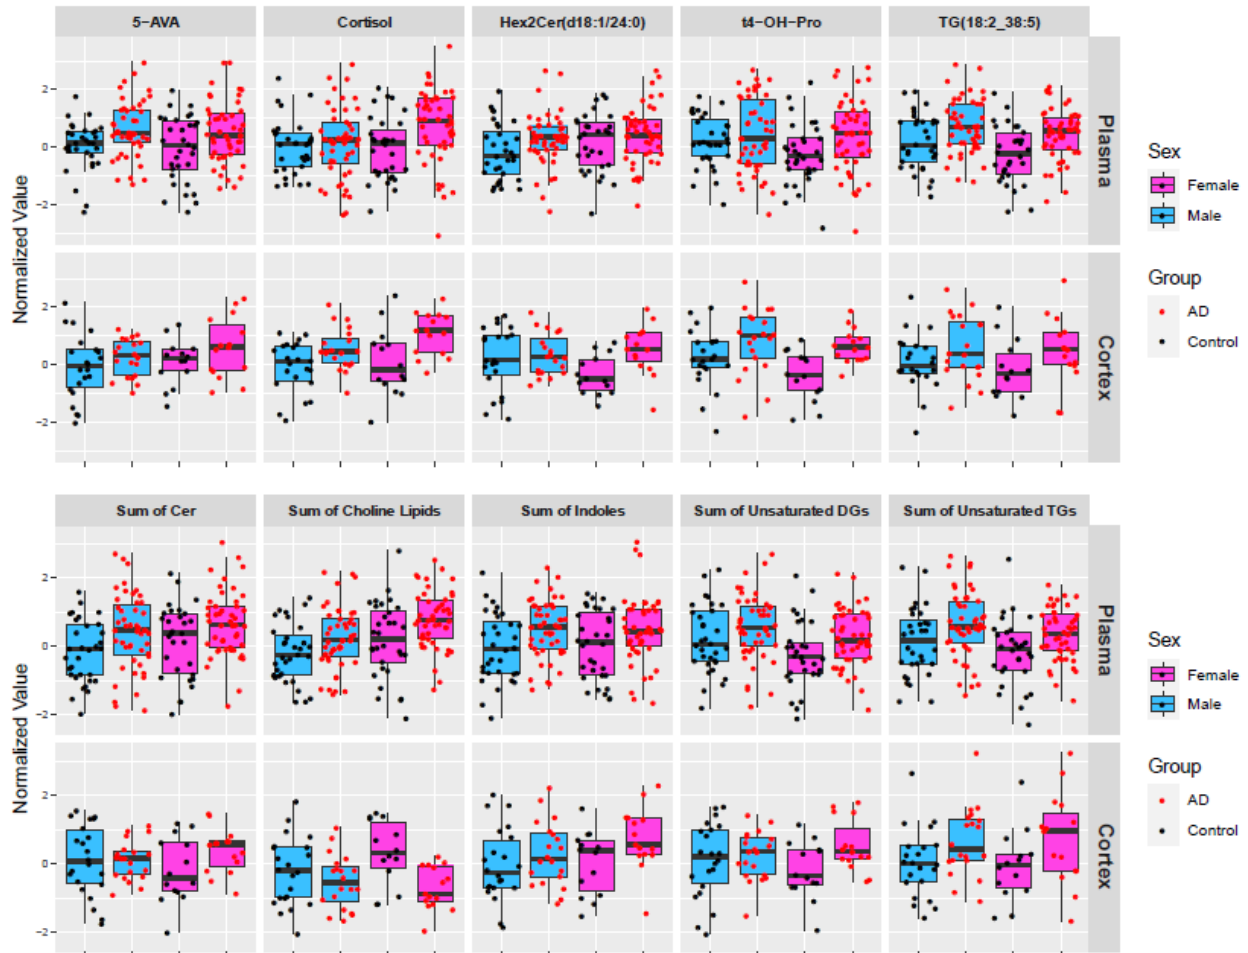 5−AVA
Cortisol
Hex2Cer(d18:1/24:0)
t4−OH−Pro
TG(18:2_38:5)
Normalized Value
2
0
−2
Plasma
2
0
−2
Cortex
Sex
Female
Male
Group
AD
Control
Sum of Cer
Sum of Choline Lipids
Sum of Indoles
Sum of Unsaturated DGs
Sum of Unsaturated TGs
Normalized Value
2
0
−2
Plasma
2
0
−2
Cortex
Sex
Female
Male
Group
AD
Control